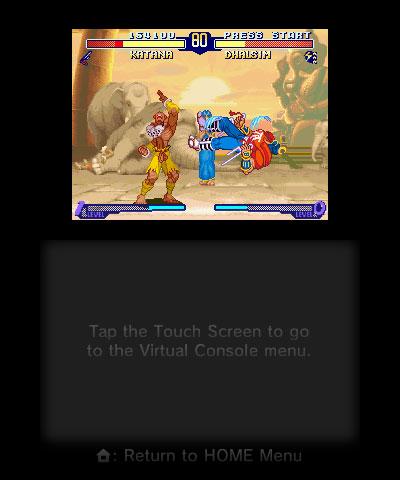 154100 80 PRESS START
KATANA DHALSIM
LEVEL LEVEL
Tap the Touch Screen to go
to the Virtual Console menu.
: Return to HOME Menu